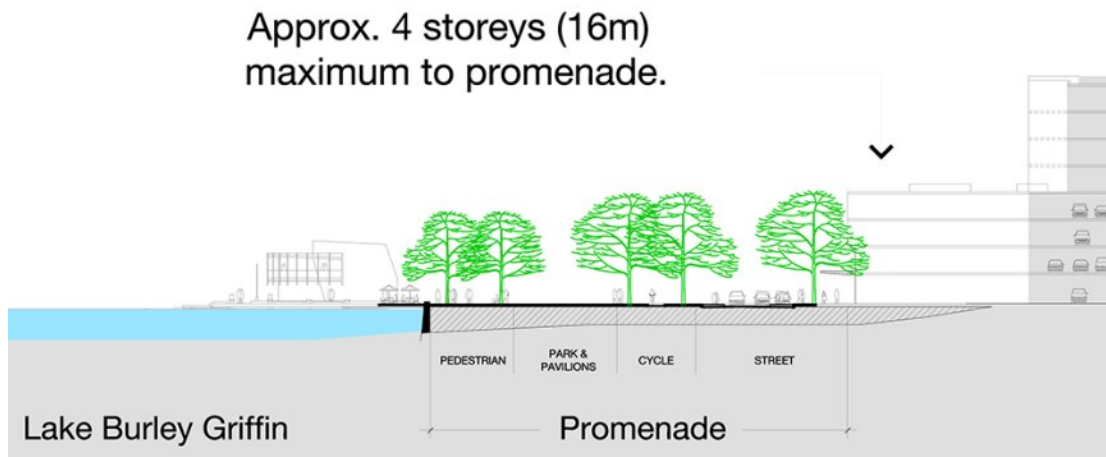 Approx. 4 storeys (16m)
maximum to promenade.
PEDESTRIAN
PARK &
PAVILIONS
CYCLE
STREET
Lake Burley Griffin
Promenade